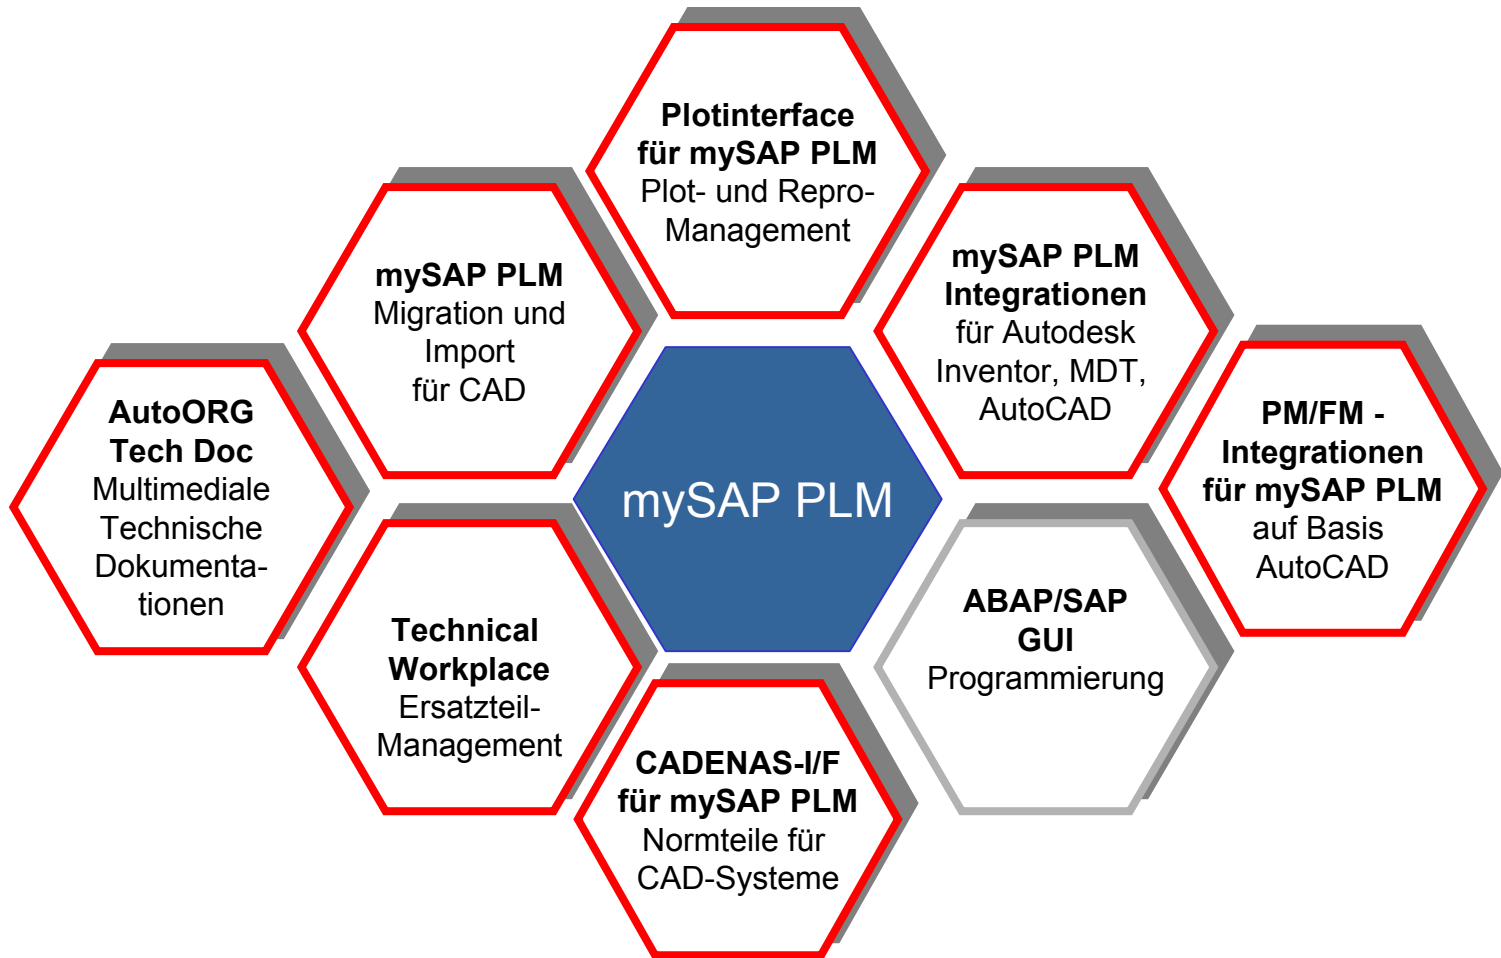 Plotinterface
für mySAP PLM
Plot- und Repro-
Management
mySAP PLM
Migration und
Import
für CAD
mySAP PLM
Integrationen
für Autodesk
Inventor, MDT,
AutoCAD
AutoORG
Tech Doc
Multimediale
Technische
Dokumenta-
tionen
mySAP PLM
PM/FM -
Integrationen
für mySAP PLM
auf Basis
AutoCAD
Technical
Workplace
Ersatzteil-
Management
ABAP/SAP
GUI
Programmierung
CADENAS-I/F
für mySAP PLM
Normteile für
CAD-Systeme